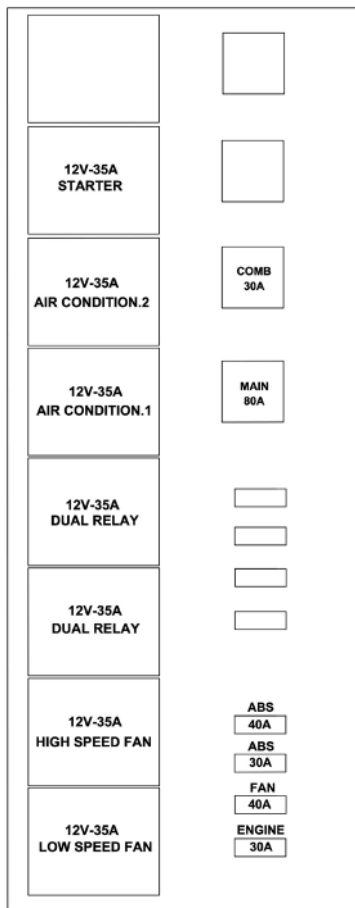 12V-35A
STARTER
12V-35A
AIR CONDITION.2
12V-35A
AIR CONDITION.1
12V-35A
DUAL RELAY
12V-35A
DUAL RELAY
12V-35A
HIGH SPEED FAN
12V-35A
LOW SPEED FAN
COMB
30A
MAIN
80A
ABS
40A
ABS
30A
FAN
40A
ENGINE
30A